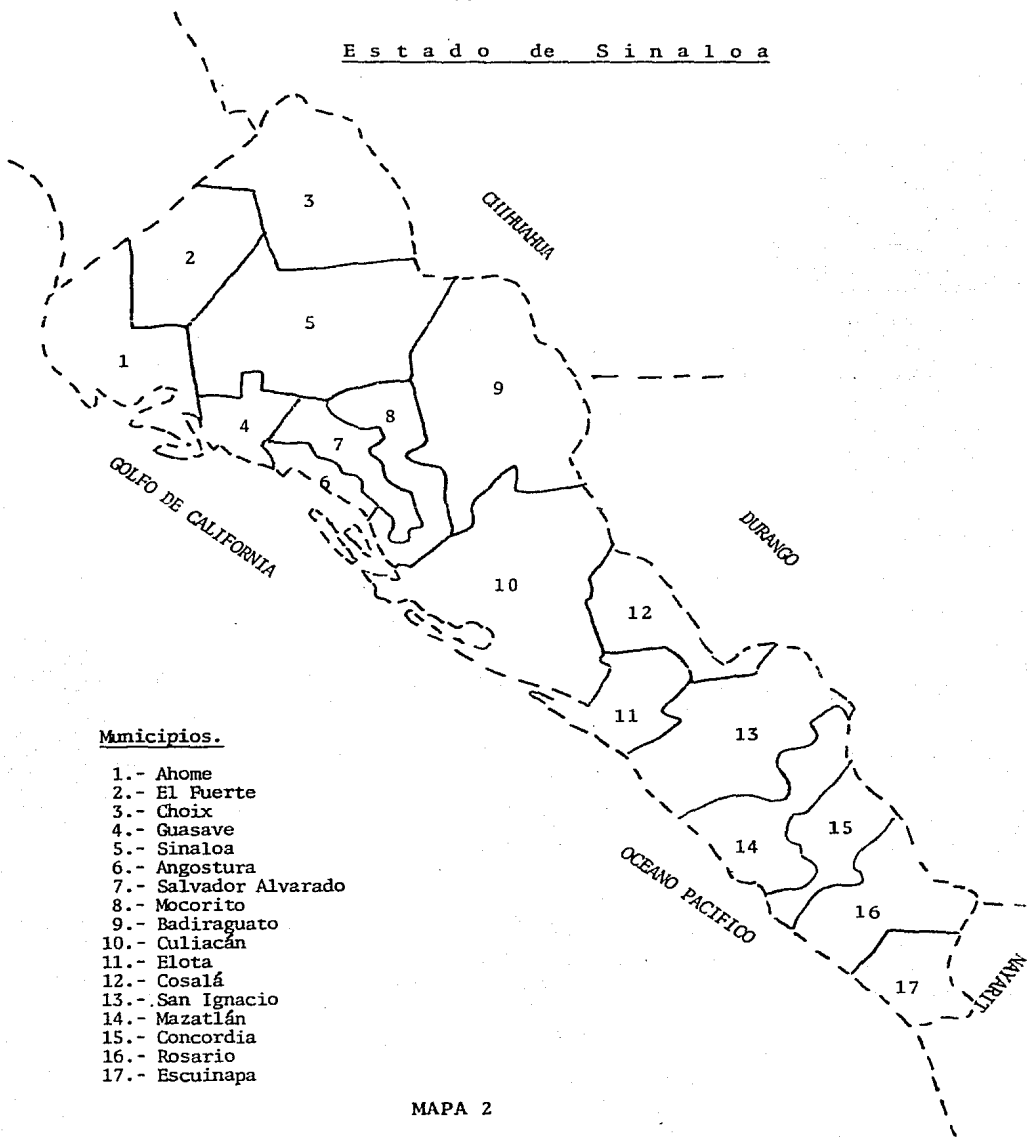 Estado de Sinaloa
CHIHUAHUA
3
2
5
1
9
8
4
7
6
GOLFO DE CALIFORNIA
DURANGO
10
12
11
13
14
15
OCEANO PACIFICO
16
17
NAYARIT
Municipios.
1.- Ahome
2.- El Fuerte
3.- Choix
4.- Guasave
5.- Sinaloa
6.- Angostura
7.- Salvador Alvarado
8.- Mocorito
9.- Badiraguato
10.- Culiacán
11.- Elota
12.- Cosalá
13.- San Ignacio
14.- Mazatlán
15.- Concordia
16.- Rosario
17.- Escuinapa
MAPA 2